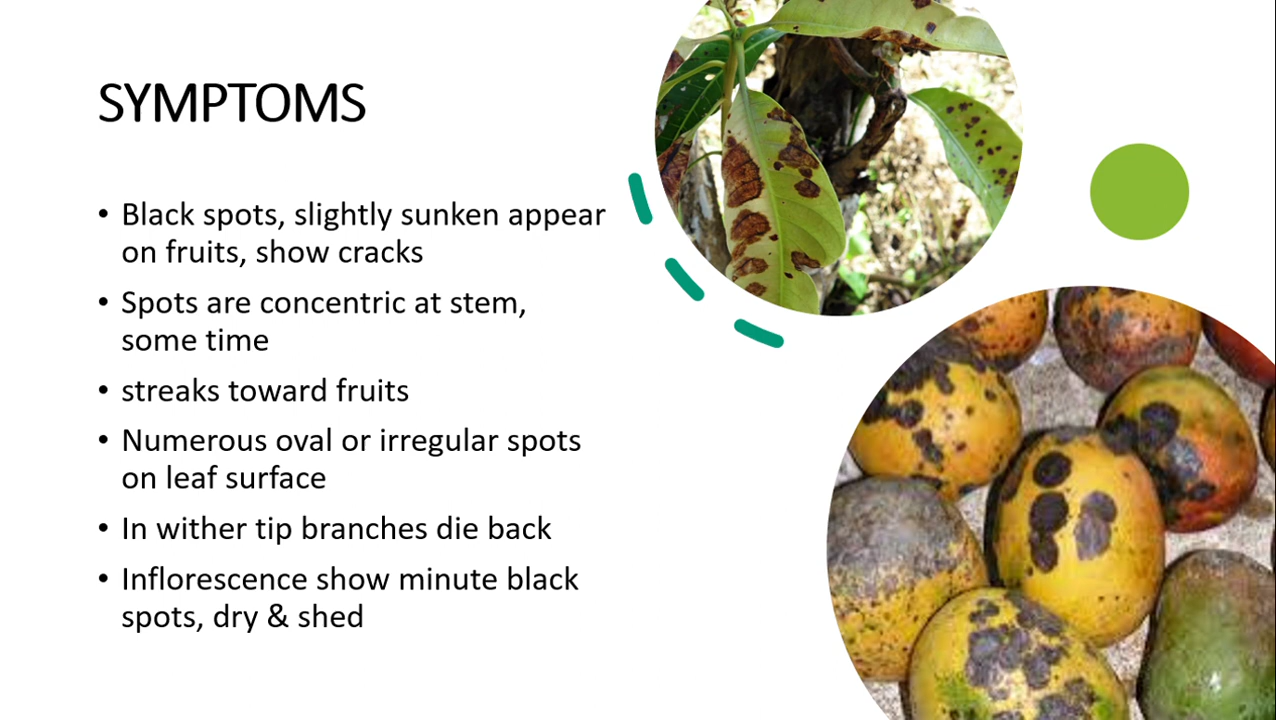 SYMPTOMS
• Black spots, slightly sunken appear
on fruits, show cracks
• Spots are concentric at stem,
some time
• streaks toward fruits
• Numerous oval or irregular spots
on leaf surface
• In wither tip branches die back
• Inflorescence show minute black
spots, dry & shed